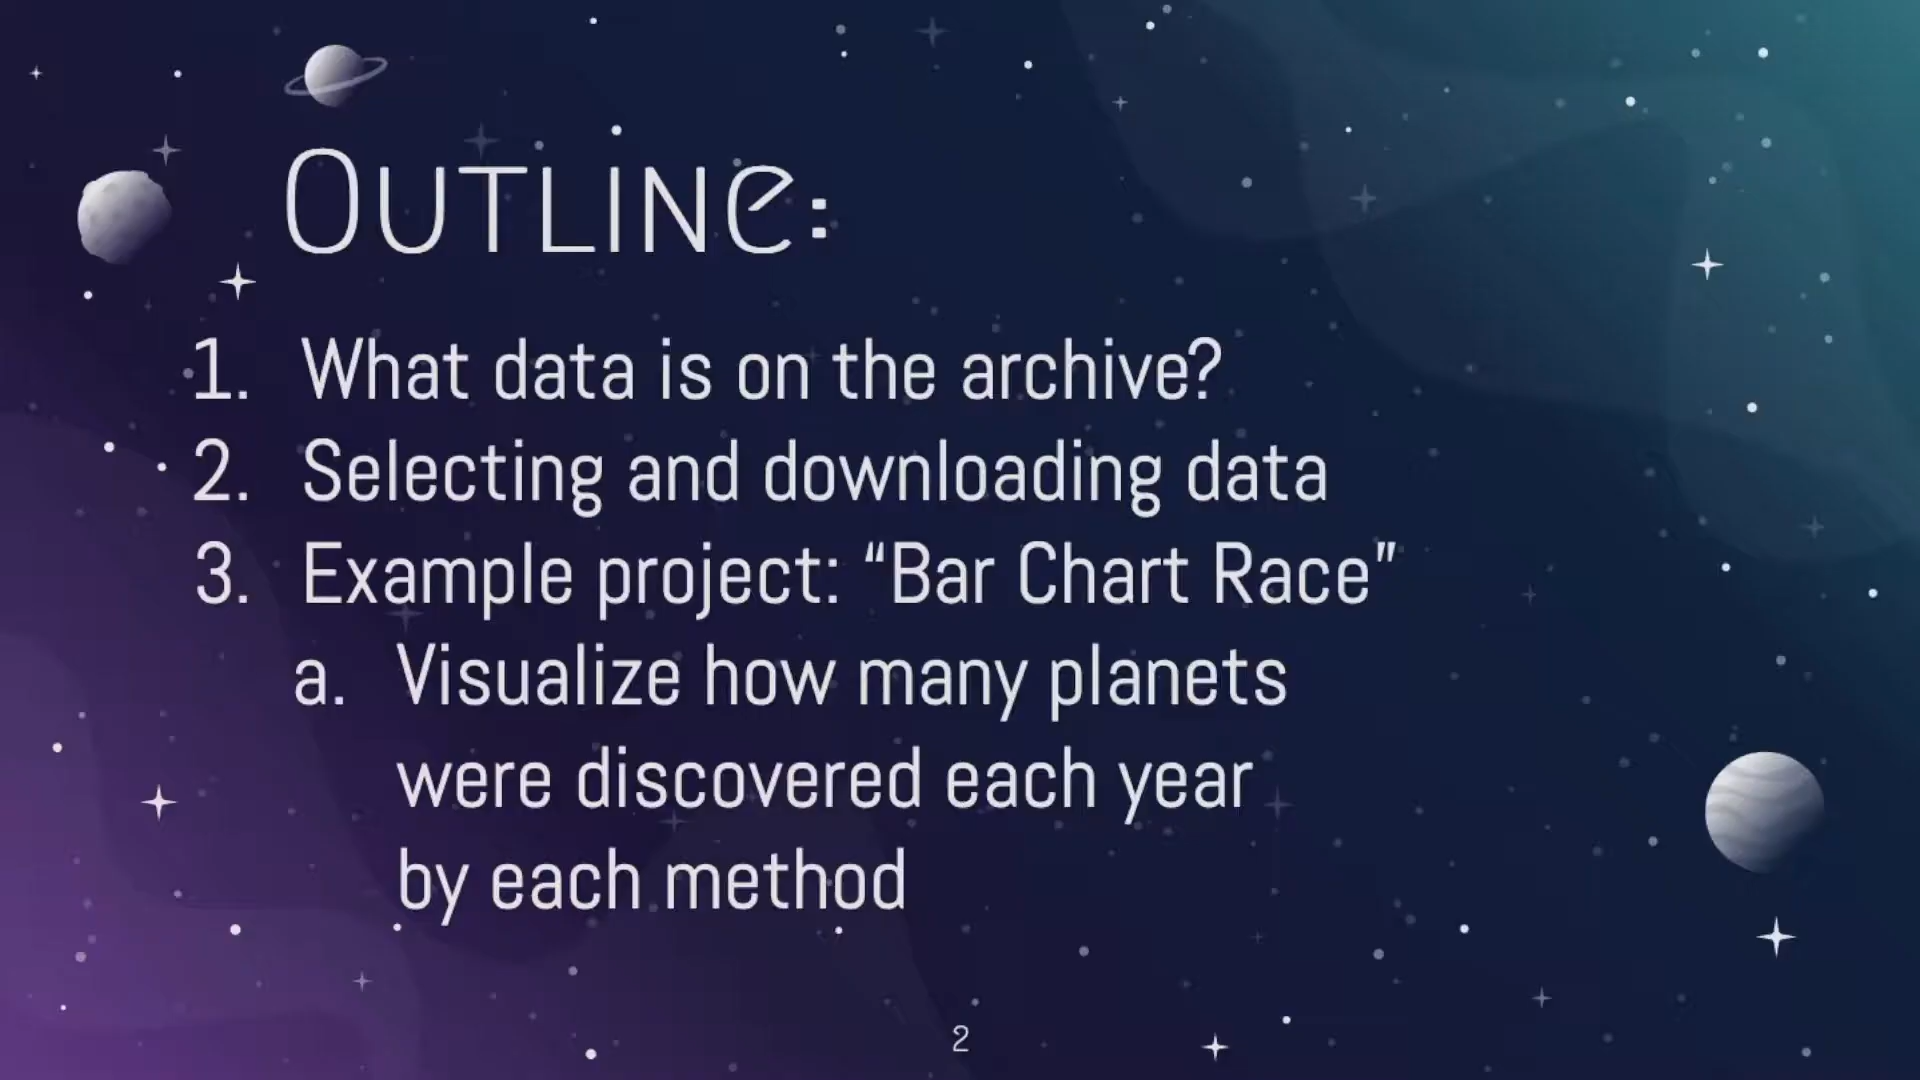 Outline:
1. What data is on the archive?
2. Selecting and downloading data
3. Example project: “Bar Chart Race”
a. Visualize how many planets
were discovered each year
by each method
2